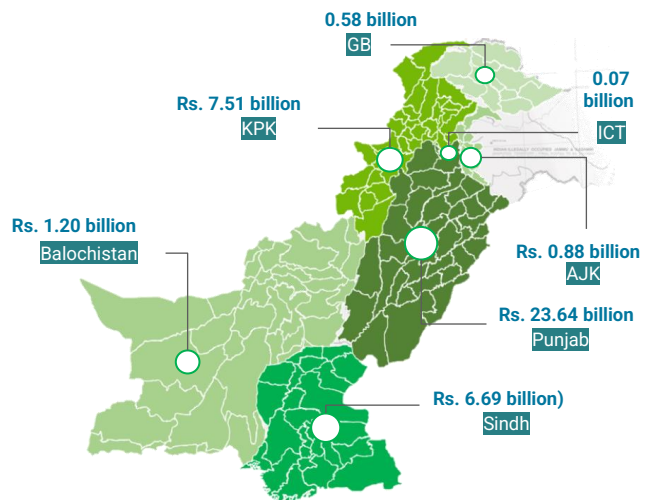 0.58 billion
GB
0.07
billion
ICT
Rs. 7.51 billion
KPK
Rs. 1.20 billion
Balochistan
Rs. 0.88 billion
AJK
Rs. 23.64 billion
Punjab
Rs. 6.69 billion)
Sindh